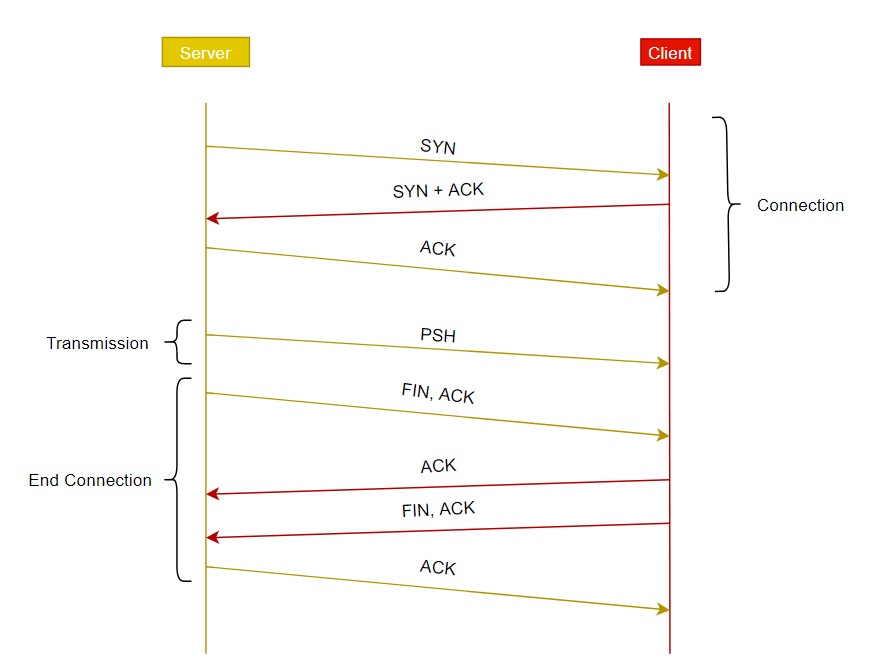 Server
Client
SYN
SYN + ACK
Connection
ACK
PSH
Transmission
FIN, ACK
ACK
End Connection
FIN, ACK
ACK